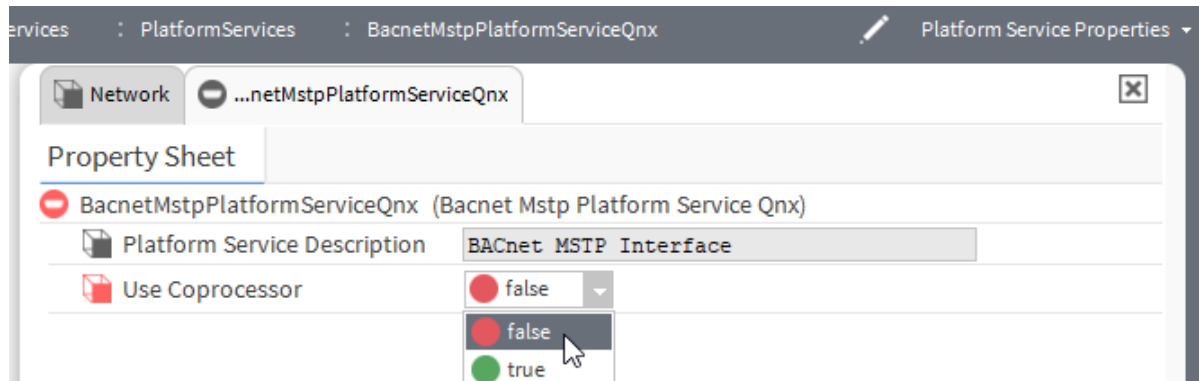 ervices : PlatformServices : BacnetMstpPlatformServiceQnx Platform Service Properties
Network ...netMstpPlatformServiceQnx
Property Sheet
BacnetMstpPlatformServiceQnx (Bacnet Mstp Platform Service Qnx)
Platform Service Description BACnet MSTP Interface
Use Coprocessor false
false
true